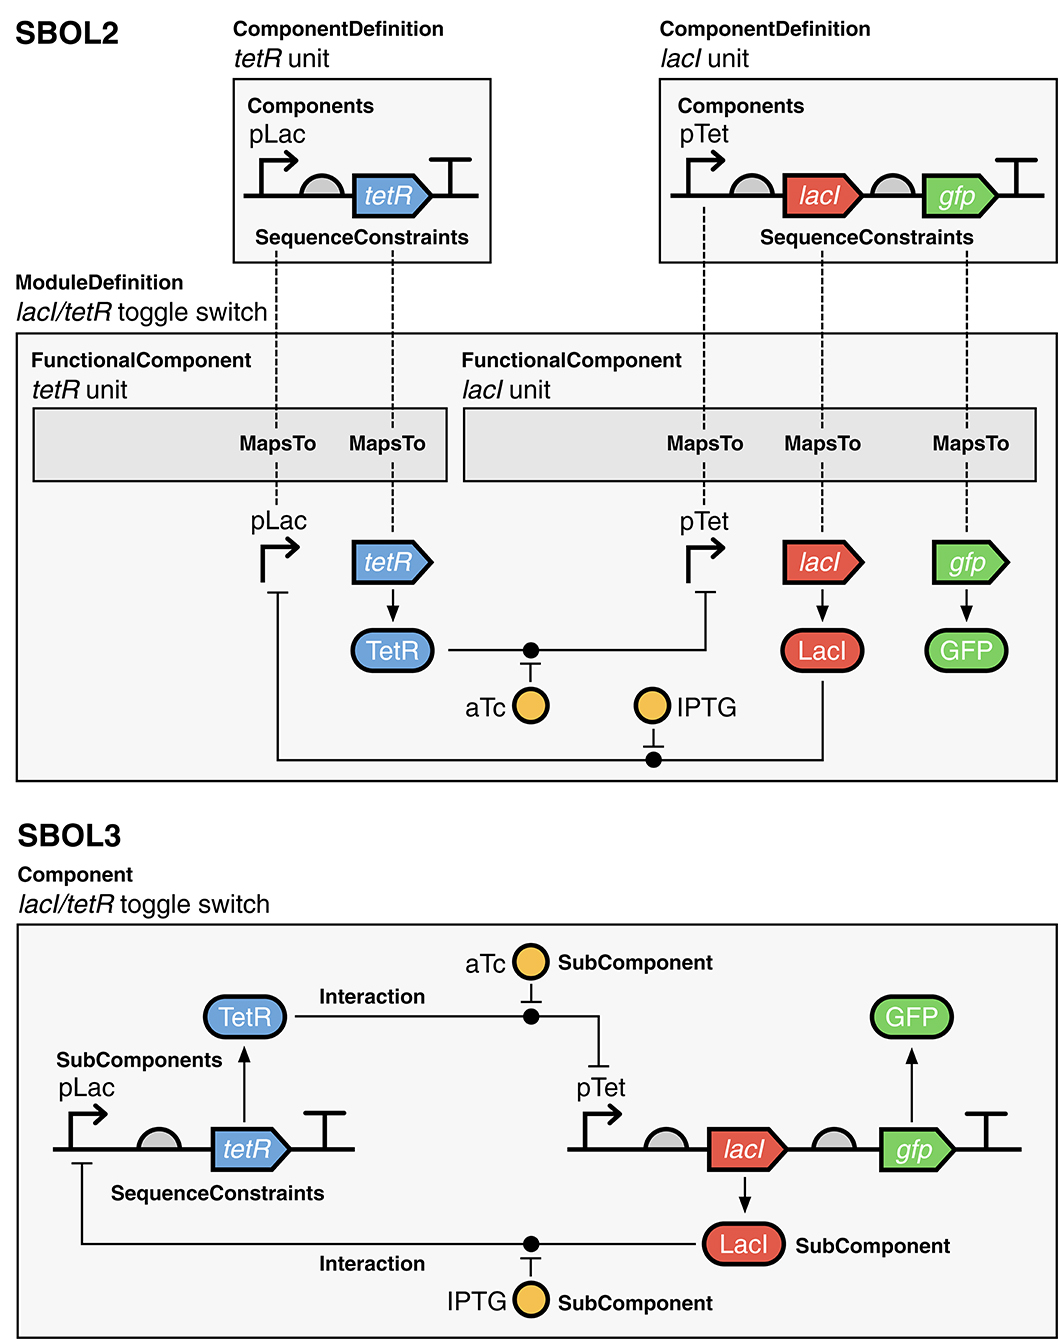 SBOL2
ComponentDefinition
tetR unit
ComponentDefinition
lacI unit
Components
pLac
tetR
SequenceConstraints
Components
pTet
lacI
gfp
SequenceConstraints
ModuleDefinition
lacI/tetR toggle switch
FunctionalComponent
tetR unit
FunctionalComponent
lacI unit
MapsTo MapsTo MapsTo MapsTo MapsTo
pLac
tetR
pTet
lacI
gfp
TetR
LacI
GFP
aTc
IPTG
SBOL3
Component
lacI/tetR toggle switch
aTc SubComponent
Interaction
TetR
GFP
SubComponents
pLac
pTet
tetR
lacI
gfp
SequenceConstraints
LacI SubComponent
Interaction
IPTG SubComponent